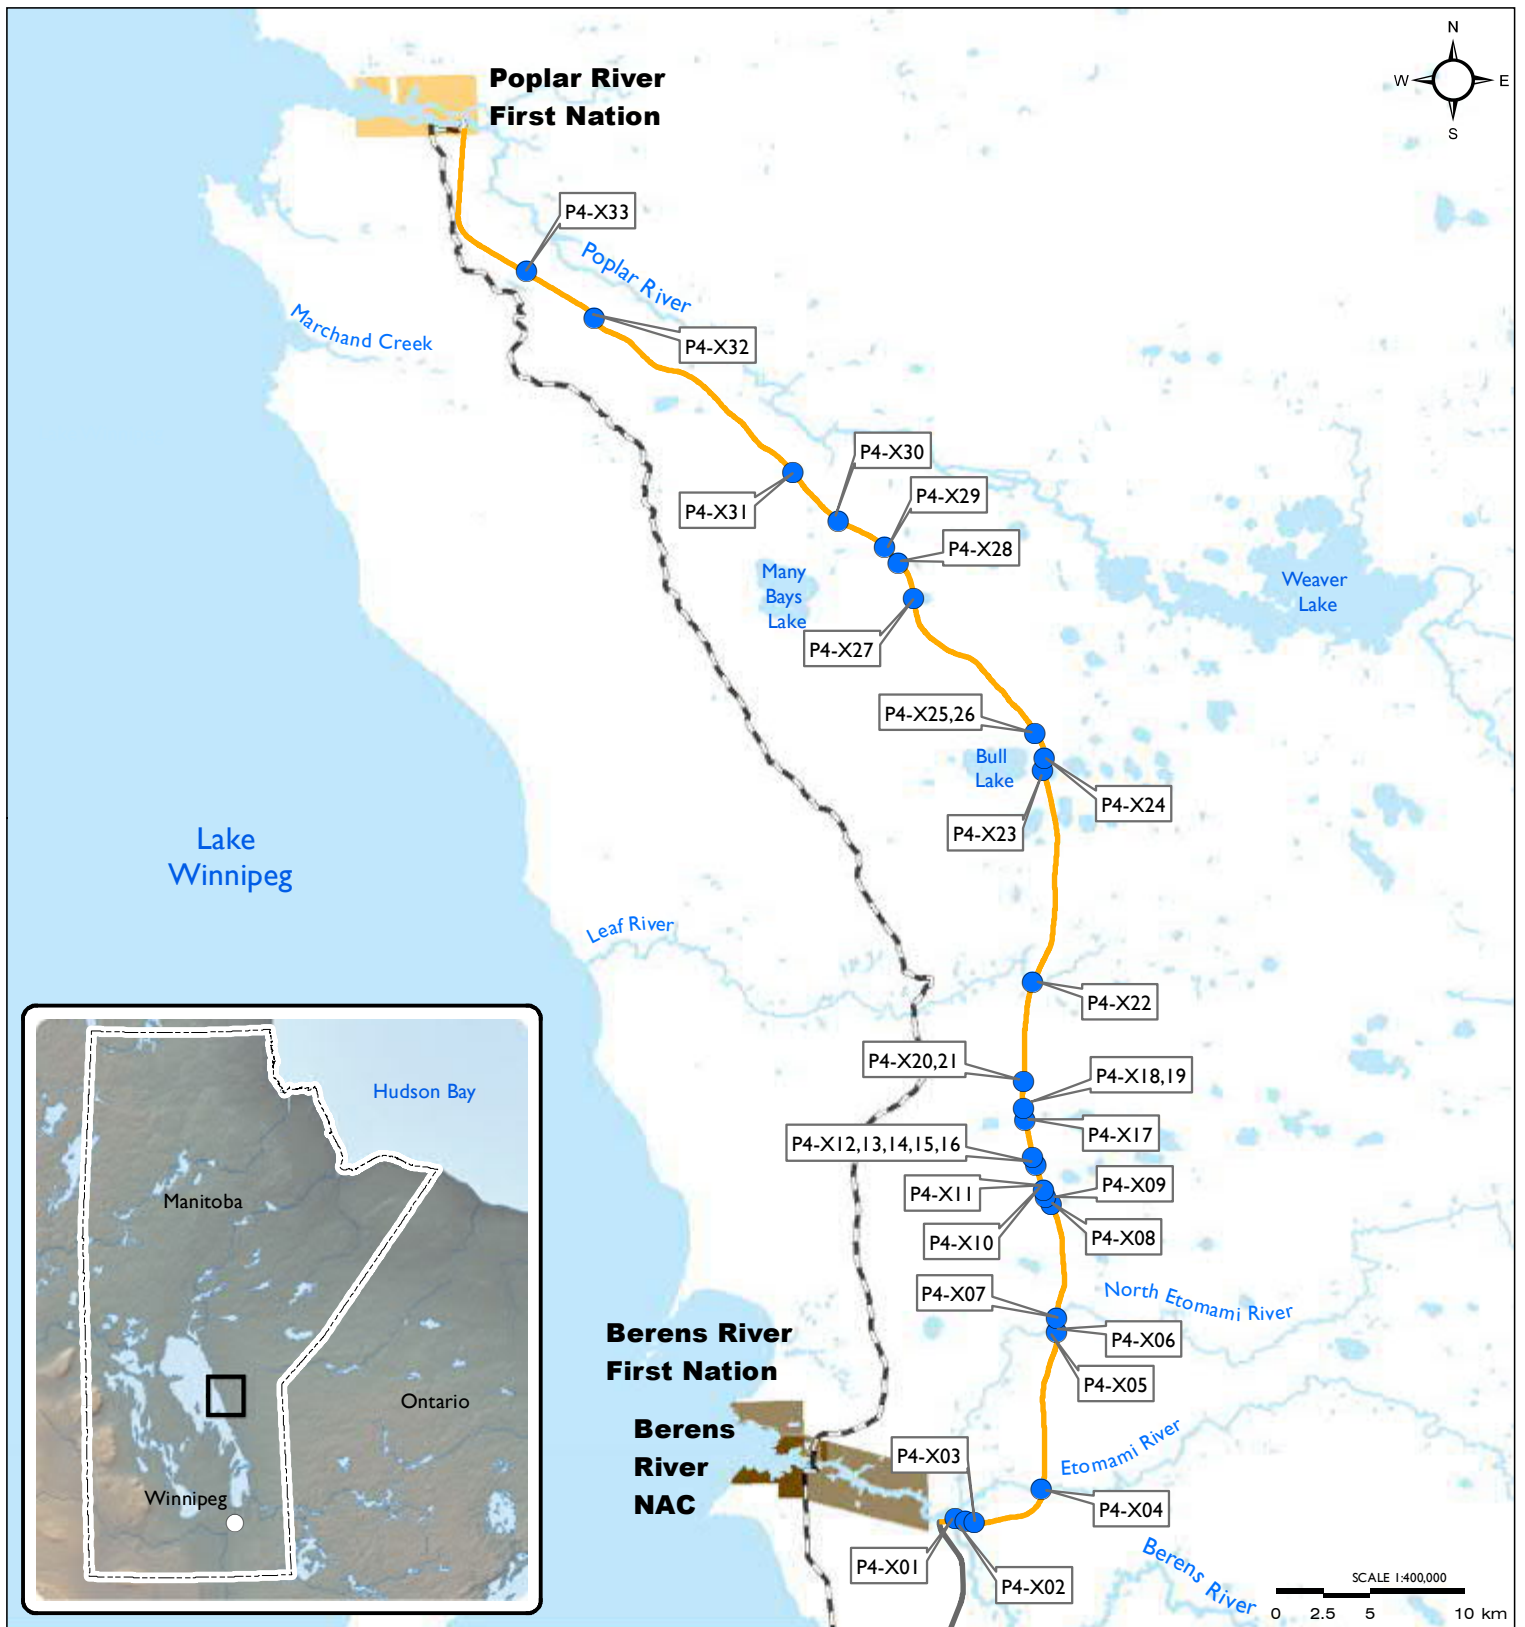 N
W
E
S
Poplar River
First Nation
P4-X33
Poplar River
Marchand Creek
P4-X32
P4-X30
P4-X29
P4-X31
P4-X28
Many
Bays
Lake
Weaver
Lake
P4-X27
P4-X25,26
Bull
Lake
P4-X24
P4-X23
Lake
Winnipeg
Leaf River
P4-X22
P4-X20,21
P4-X18,19
P4-X17
P4-X12,13,14,15,16
P4-X11
P4-X09
P4-X10
P4-X08
P4-X07
North Etomami River
P4-X06
P4-X05
Berens River
First Nation
Berens
River
NAC
P4-X03
Etomami River
P4-X04
P4-X01
P4-X02
Berens River
Hudson Bay
Manitoba
Ontario
Winnipeg
SCALE 1:400,000
0 2.5 5 10 km